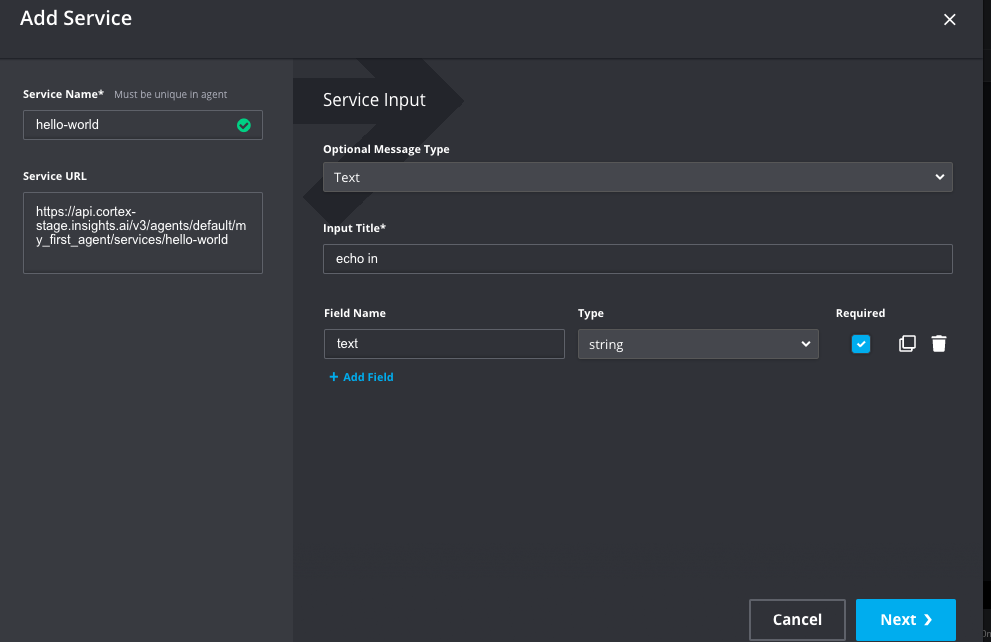 Add Service
Service Name* Must be unique in agent
hello-world
Service URL
https://api.cortex-
stage.insights.ai/v3/agents/default/m
y_first_agent/services/hello-world
Service Input
Optional Message Type
Text
Input Title*
echo in
Field Name Type Required
text string
+ Add Field
Cancel Next ❯